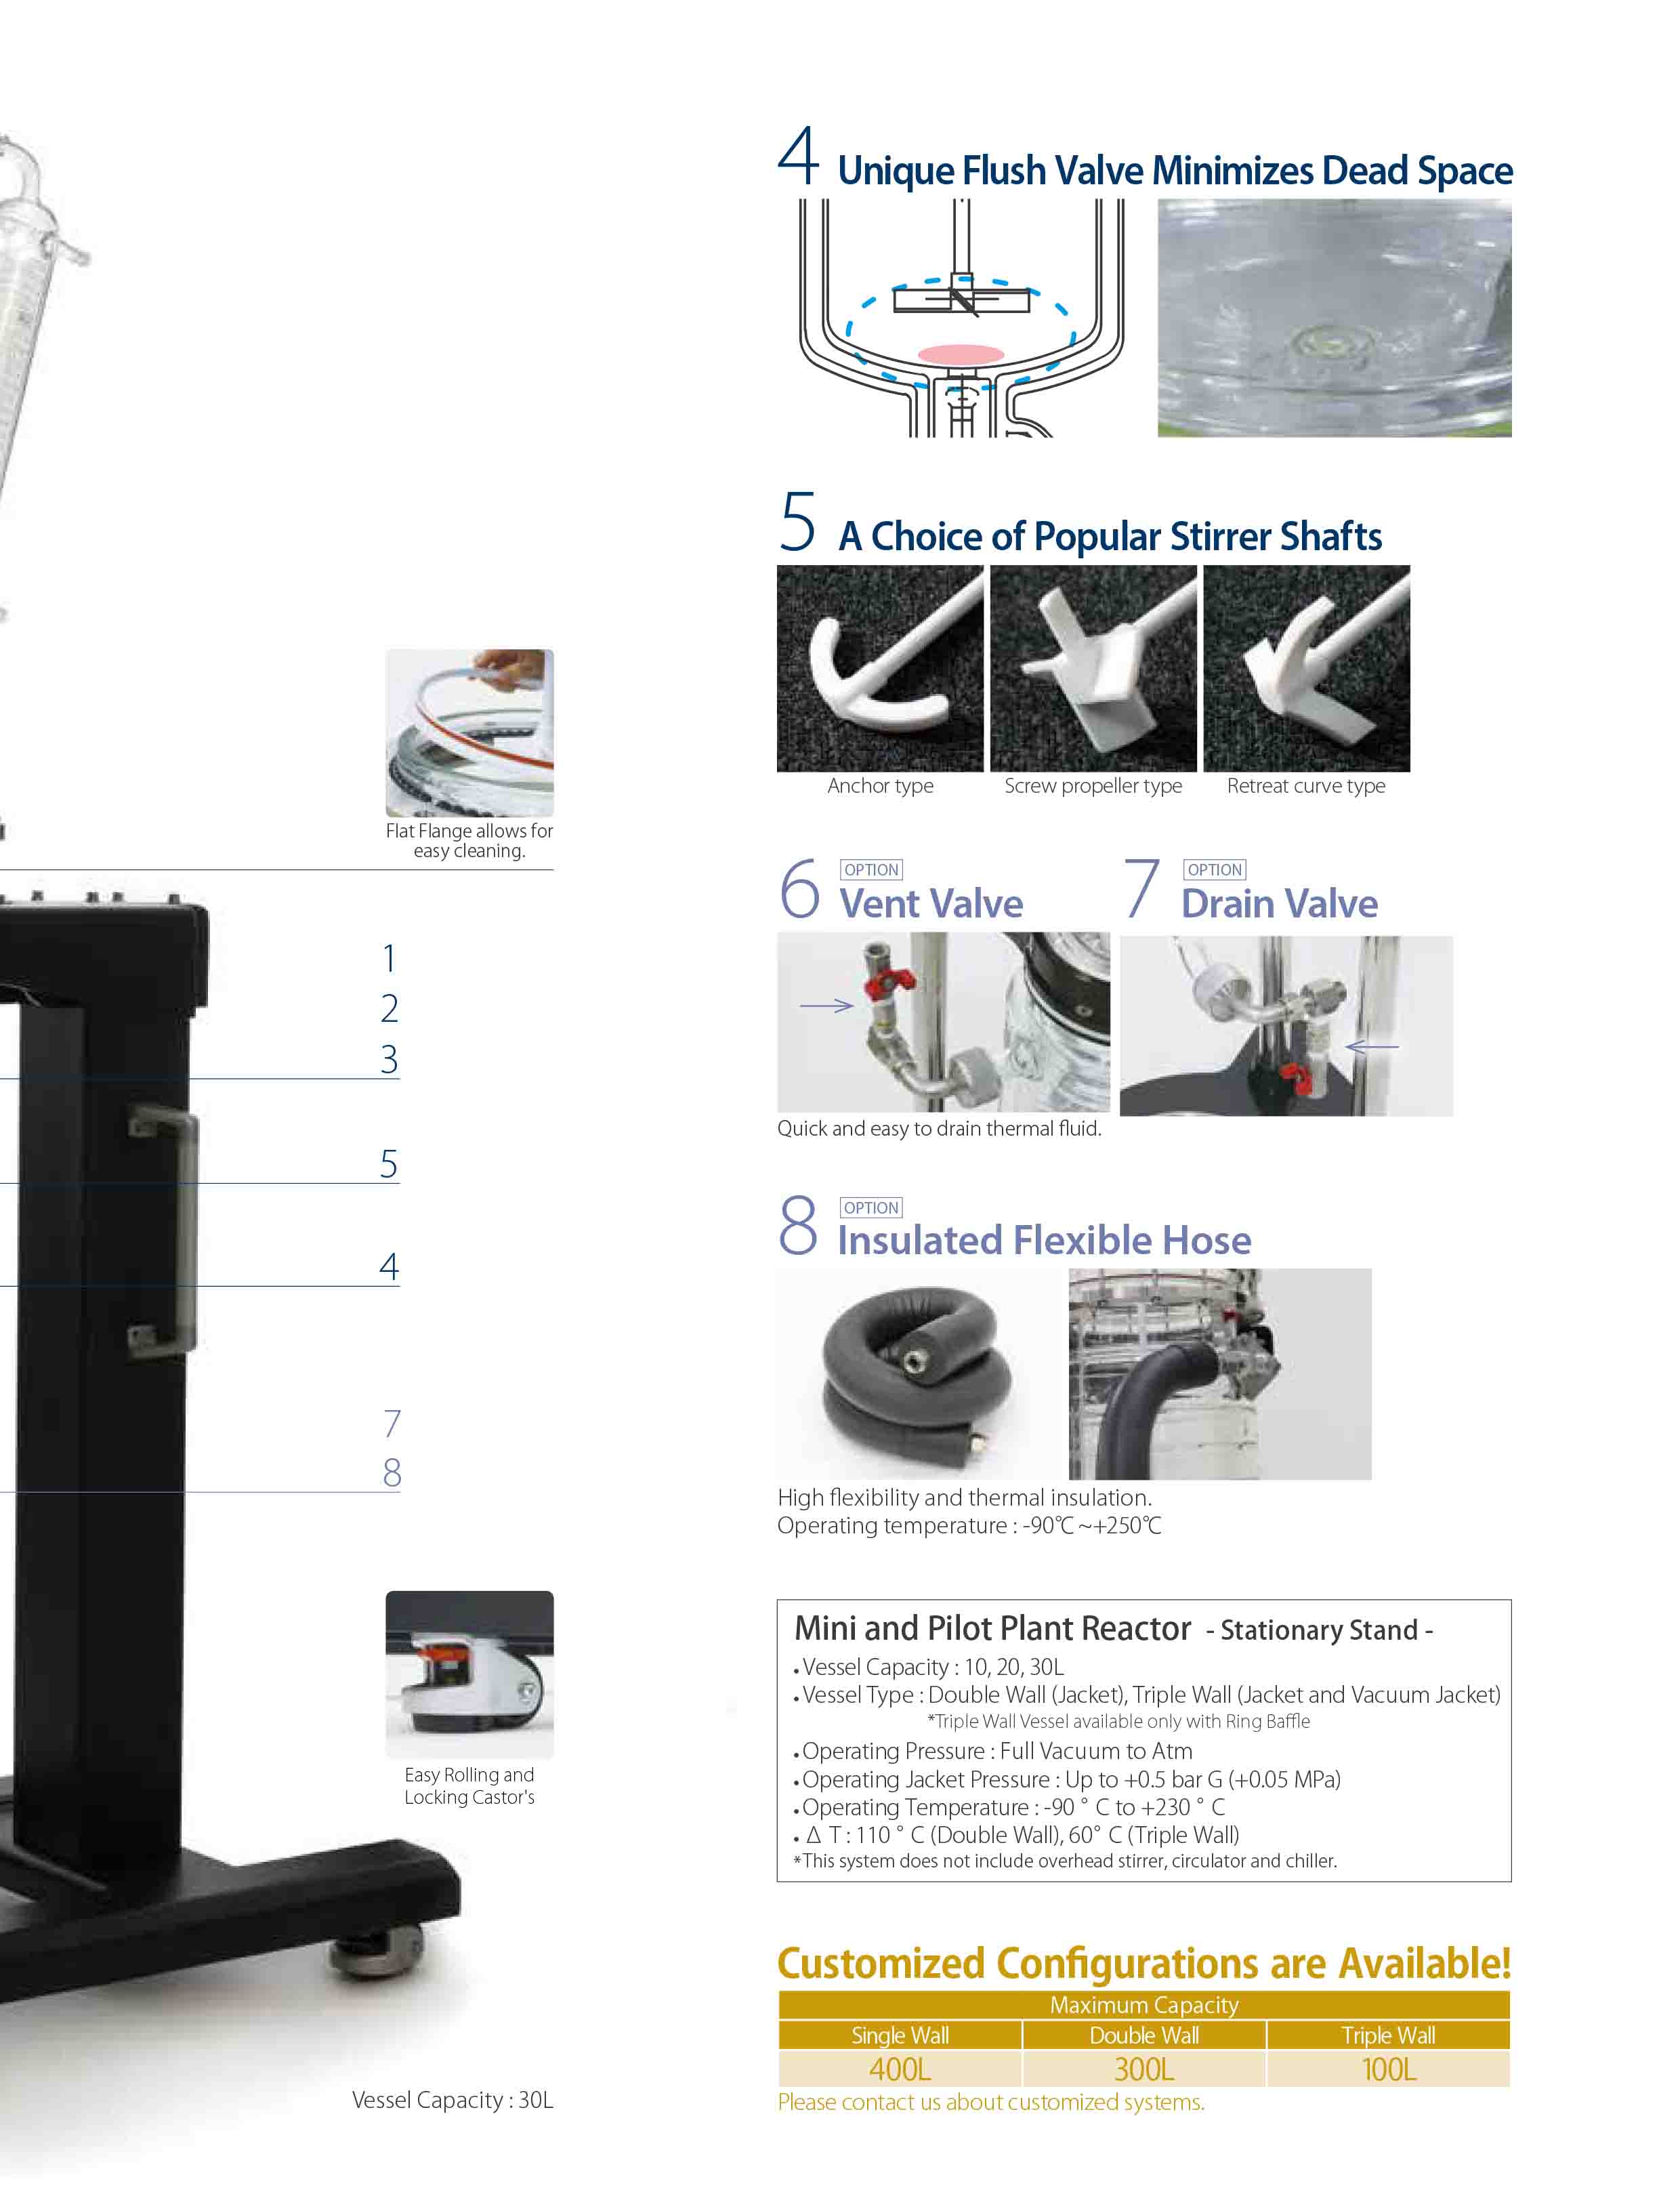 Flat Flange allows for
easy cleaning.
1
2
3
5
4
7
8
Easy Rolling and
Locking Castor's
Vessel Capacity : 30L
4 Unique Flush Valve Minimizes Dead Space
5 A Choice of Popular Stirrer Shafts
Anchor type
Screw propeller type
Retreat curve type
6 OPTION
Vent Valve
7 OPTION
Drain Valve
Quick and easy to drain thermal fluid.
8 OPTION
Insulated Flexible Hose
High flexibility and thermal insulation.
Operating temperature : -90℃ ~+250℃
Mini and Pilot Plant Reactor - Stationary Stand -
• Vessel Capacity : 10, 20, 30L
• Vessel Type : Double Wall (Jacket), Triple Wall (Jacket and Vacuum Jacket)
*Triple Wall Vessel available only with Ring Baffle
• Operating Pressure : Full Vacuum to Atm
• Operating Jacket Pressure : Up to +0.5 bar G (+0.05 MPa)
• Operating Temperature : -90 ° C to +230 ° C
• Δ T : 110 ° C (Double Wall), 60° C (Triple Wall)
*This system does not include overhead stirrer, circulator and chiller.
Customized Configurations are Available!
Maximum Capacity
Single Wall Double Wall Triple Wall
400L 300L 100L
Please contact us about customized systems.